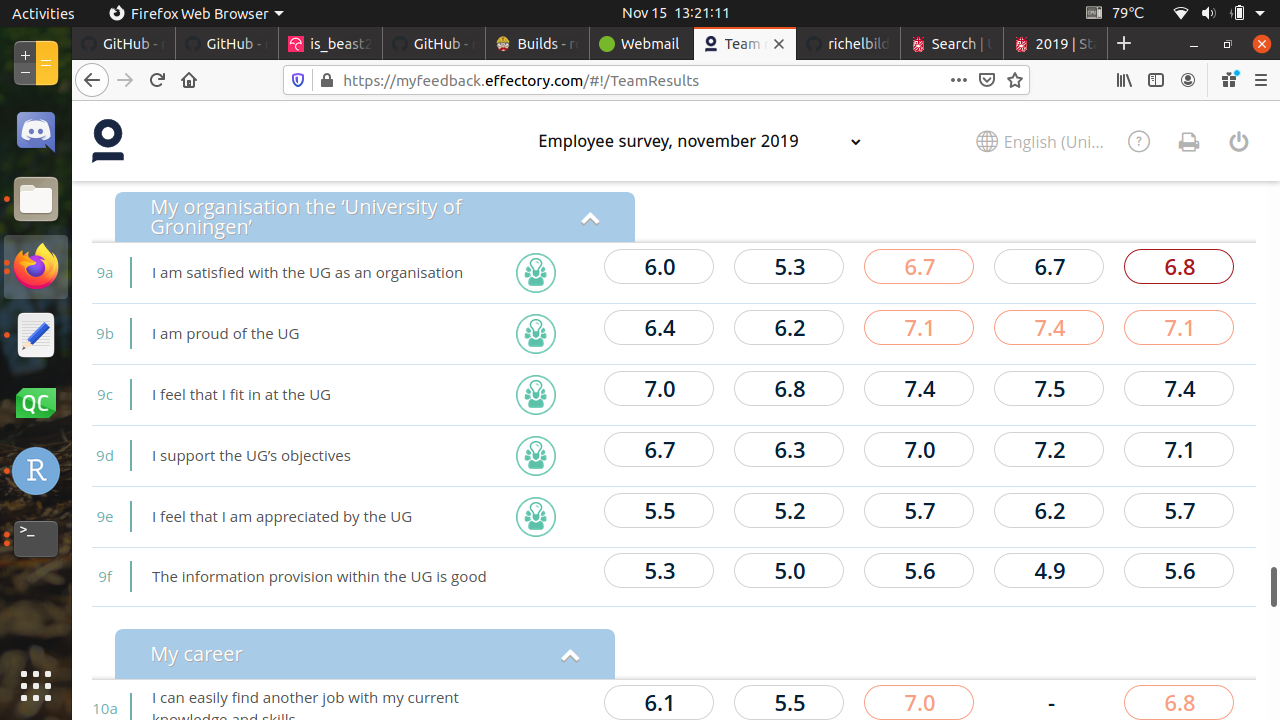 Activities Firefox Web Browser Nov 15 13:21:11 79°C
GitHub - GitHub - is_beast2 GitHub - Builds - Webmail Team richelbild Search | 2019 |
https://myfeedback.effectory.com/#!/TeamResults
Employee survey, november 2019 English (Uni... ?
My organisation the ‘University of
Groningen’
9a I am satisfied with the UG as an organisation 6.0 5.3 6.7 6.7 6.8
9b I am proud of the UG 6.4 6.2 7.1 7.4 7.1
9c I feel that I fit in at the UG 7.0 6.8 7.4 7.5 7.4
9d I support the UG’s objectives 6.7 6.3 7.0 7.2 7.1
9e I feel that I am appreciated by the UG 5.5 5.2 5.7 6.2 5.7
9f The information provision within the UG is good 5.3 5.0 5.6 4.9 5.6
My career
10a I can easily find another job with my current 6.1 5.5 7.0 - 6.8
knowledge and skills
QC
R
>_